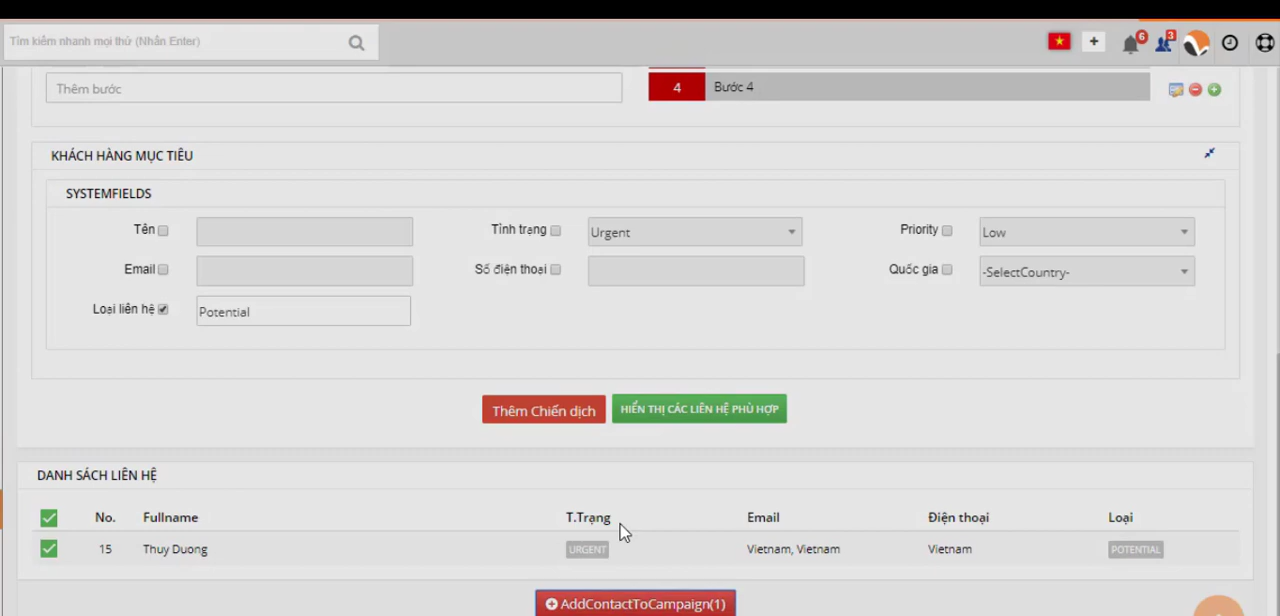 Tìm kiếm nhanh mọi thứ (Nhấn Enter)
+
6
3
Thêm bước
4 Bước 4
KHÁCH HÀNG MỤC TIÊU
SYSTEMFIELDS
Tên Tình trạng Urgent Priority Low
Email Số điện thoại Quốc gia -SelectCountry-
Loại liên hệ Potential
Thêm Chiến dịch HIỂN THỊ CÁC LIÊN HỆ PHÙ HỢP
DANH SÁCH LIÊN HỆ
No. Fullname T.Trạng Email Điện thoại Loại
15 Thuy Duong URGENT Vietnam, Vietnam Vietnam POTENTIAL
AddContactToCampaign(1)